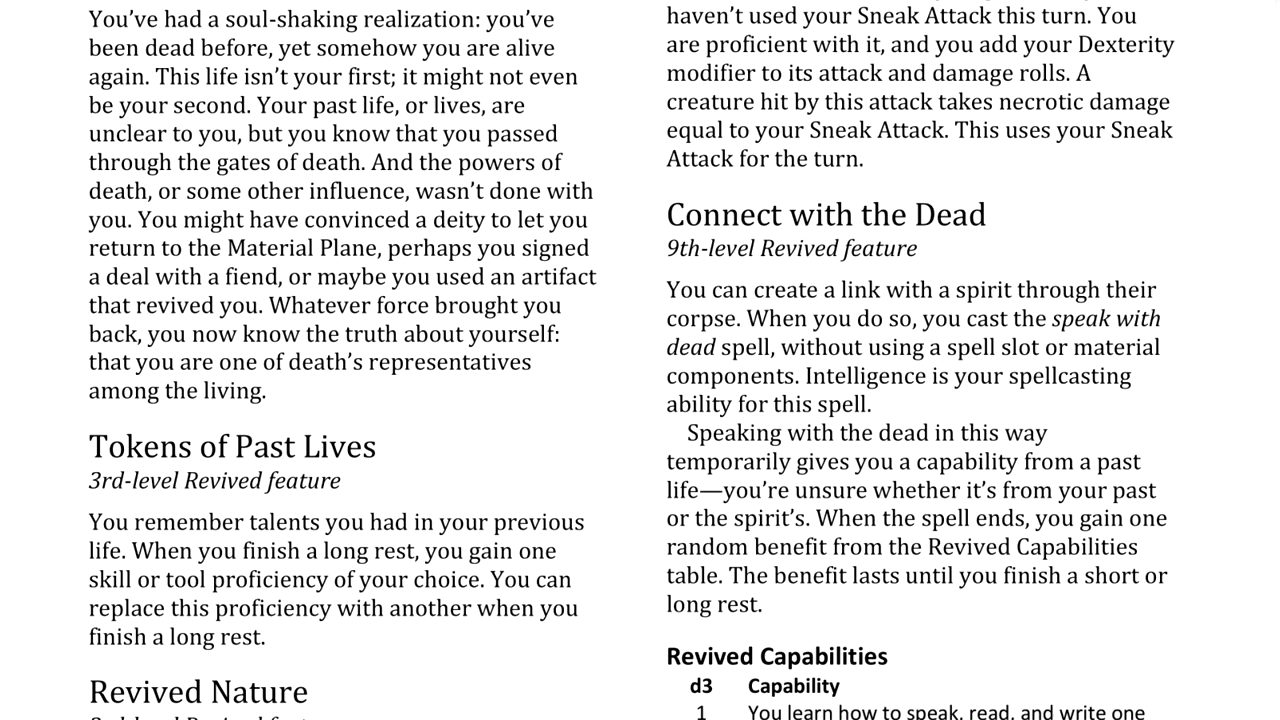 You’ve had a soul-shaking realization: you’ve
been dead before, yet somehow you are alive
again. This life isn’t your first; it might not even
be your second. Your past life, or lives, are
unclear to you, but you know that you passed
through the gates of death. And the powers of
death, or some other influence, wasn’t done with
you. You might have convinced a deity to let you
return to the Material Plane, perhaps you signed
a deal with a fiend, or maybe you used an artifact
that revived you. Whatever force brought you
back, you now know the truth about yourself:
that you are one of death’s representatives
among the living.
Tokens of Past Lives
3rd-level Revived feature
You remember talents you had in your previous
life. When you finish a long rest, you gain one
skill or tool proficiency of your choice. You can
replace this proficiency with another when you
finish a long rest.
Revived Nature
haven’t used your Sneak Attack this turn. You
are proficient with it, and you add your Dexterity
modifier to its attack and damage rolls. A
creature hit by this attack takes necrotic damage
equal to your Sneak Attack. This uses your Sneak
Attack for the turn.
Connect with the Dead
9th-level Revived feature
You can create a link with a spirit through their
corpse. When you do so, you cast the speak with
dead spell, without using a spell slot or material
components. Intelligence is your spellcasting
ability for this spell.
Speaking with the dead in this way
temporarily gives you a capability from a past
life—you’re unsure whether it’s from your past
or the spirit’s. When the spell ends, you gain one
random benefit from the Revived Capabilities
table. The benefit lasts until you finish a short or
long rest.
Revived Capabilities
d3 Capability
1 You learn how to speak, read, and write one